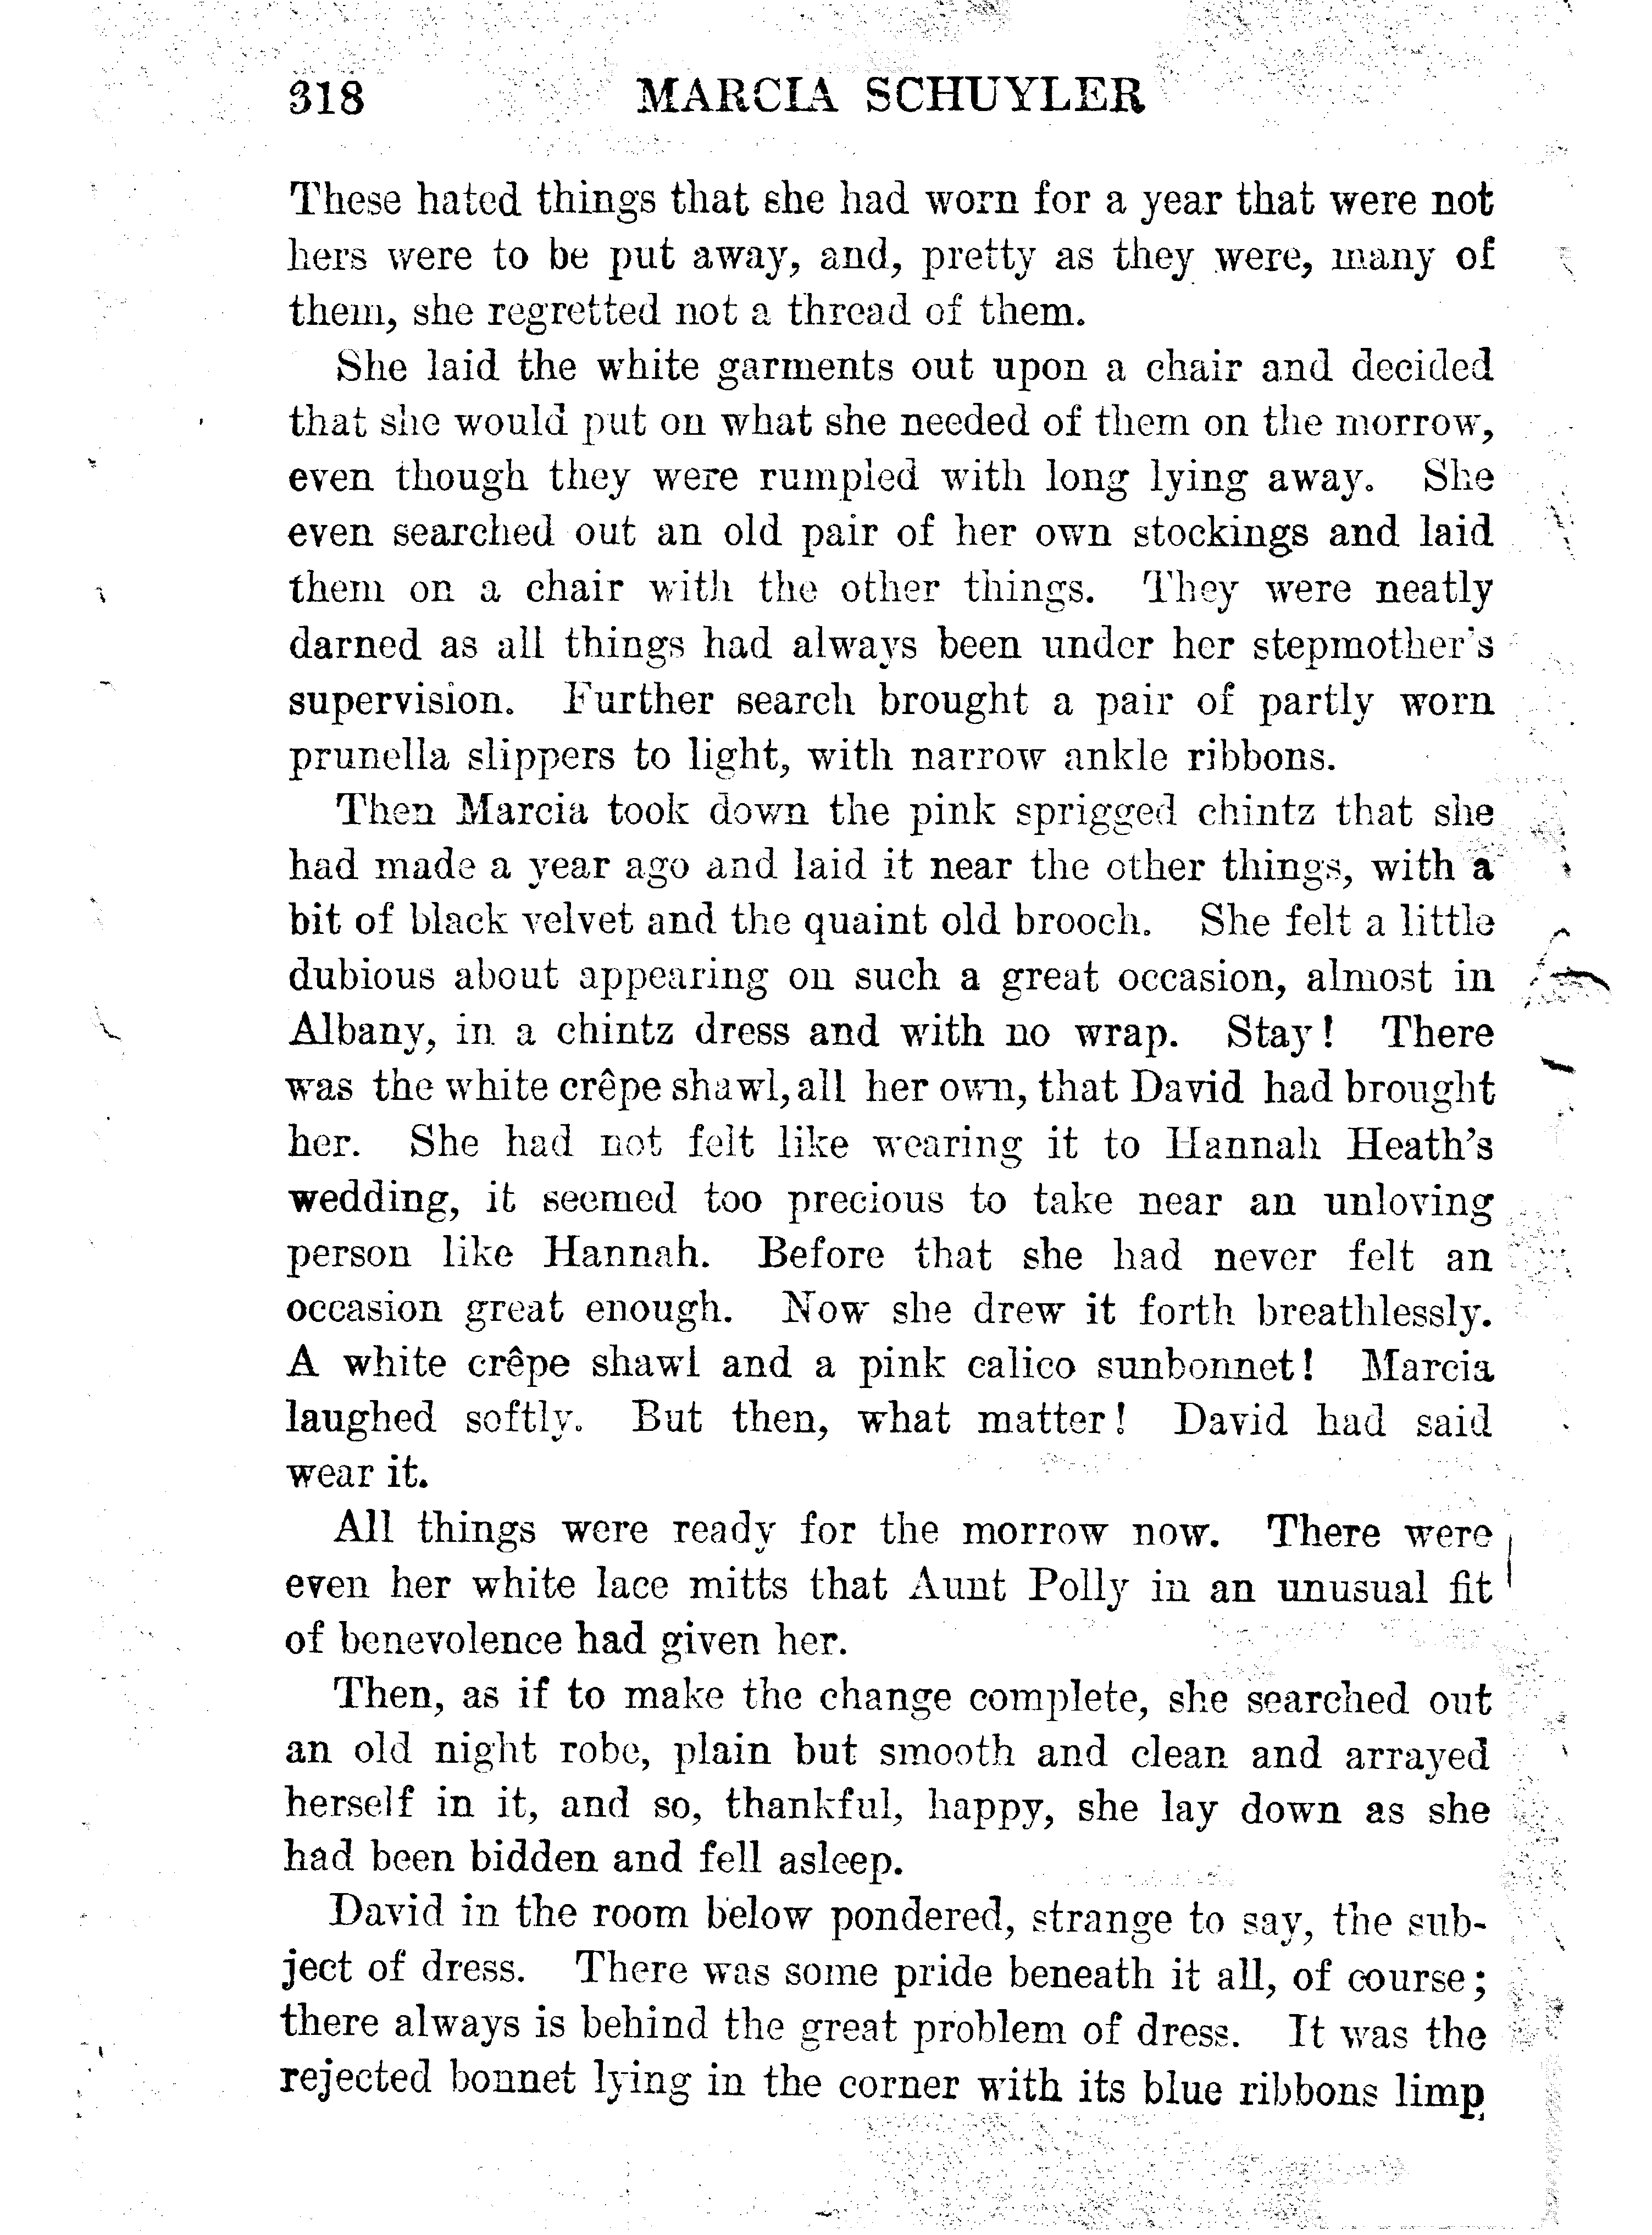 318 MARCIA SCHUYLER
These hated things that she had worn for a year that were not
hers were to be put away, and, pretty as they were, many of
them, she regretted not a thread of them.
She laid the white garments out upon a chair and decided
that she would put on what she needed of them on the morrow,
even though they were rumpled with long lying away. She
even searched out an old pair of her own stockings and laid
them on a chair with the other things. They were neatly
darned as all things had always been under her stepmother's
supervision. Further search brought a pair of partly worn
prunella slippers to light, with narrow ankle ribbons.
Then Marcia took down the pink sprigged chintz that she
had made a year ago and laid it near the other things, with a
bit of black velvet and the quaint old brooch. She felt a little
dubious about appearing on such a great occasion, almost in
Albany, in a chintz dress and with no wrap. Stay! There
was the white crêpe shawl, all her own, that David had brought
her. She had not felt like wearing it to Hannah Heath's
wedding, it seemed too precious to take near an unloving
person like Hannah. Before that she had never felt an
occasion great enough. Now she drew it forth breathlessly.
A white crêpe shawl and a pink calico sunbonnet! Marcia
laughed softly. But then, what matter! David had said
wear it.
All things were ready for the morrow now. There were
even her white lace mitts that Aunt Polly in an unusual fit
of benevolence had given her.
Then, as if to make the change complete, she searched out
an old night robe, plain but smooth and clean and arrayed
herself in it, and so, thankful, happy, she lay down as she
had been bidden and fell asleep.
David in the room below pondered, strange to say, the sub-
ject of dress. There was some pride beneath it all, of course;
there always is behind the great problem of dress. It was the
rejected bonnet lying in the corner with its blue ribbons limp